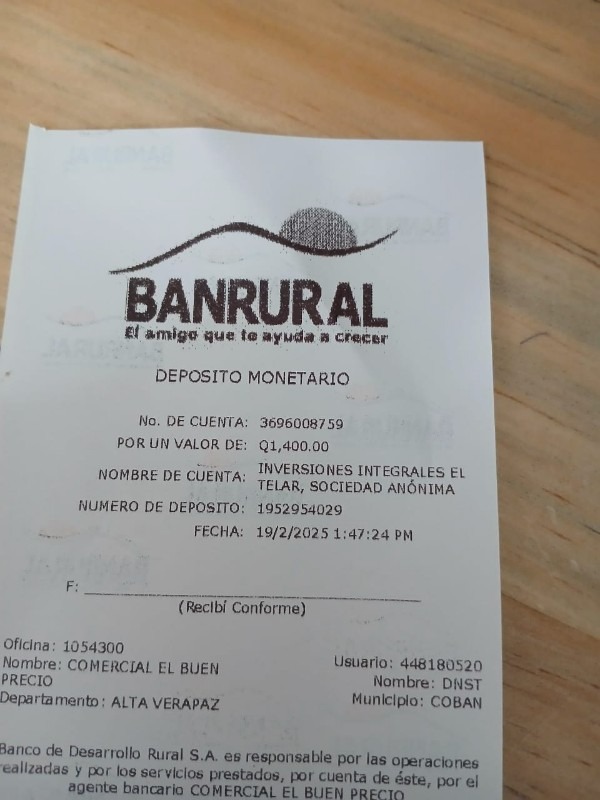 BANRURAL
El amigo que te ayuda a crecer
DEPOSITO MONETARIO
No. DE CUENTA: 3696008759
POR UN VALOR DE: Q1,400.00
NOMBRE DE CUENTA: INVERSIONES INTEGRALES EL
TELAR, SOCIEDAD ANÓNIMA
NUMERO DE DEPOSITO: 1952954029
FECHA: 19/2/2025 1:47:24 PM
F:
(Recibí Conforme)
Oficina: 1054300
Nombre: COMERCIAL EL BUEN
PRECIO
Departamento: ALTA VERAPAZ
Usuario: 448180520
Nombre: DNST
Municipio: COBAN
Banco de Desarrollo Rural S.A. es responsable por las operaciones
realizadas y por los servicios prestados, por cuenta de éste, por el
agente bancario COMERCIAL EL BUEN PRECIO